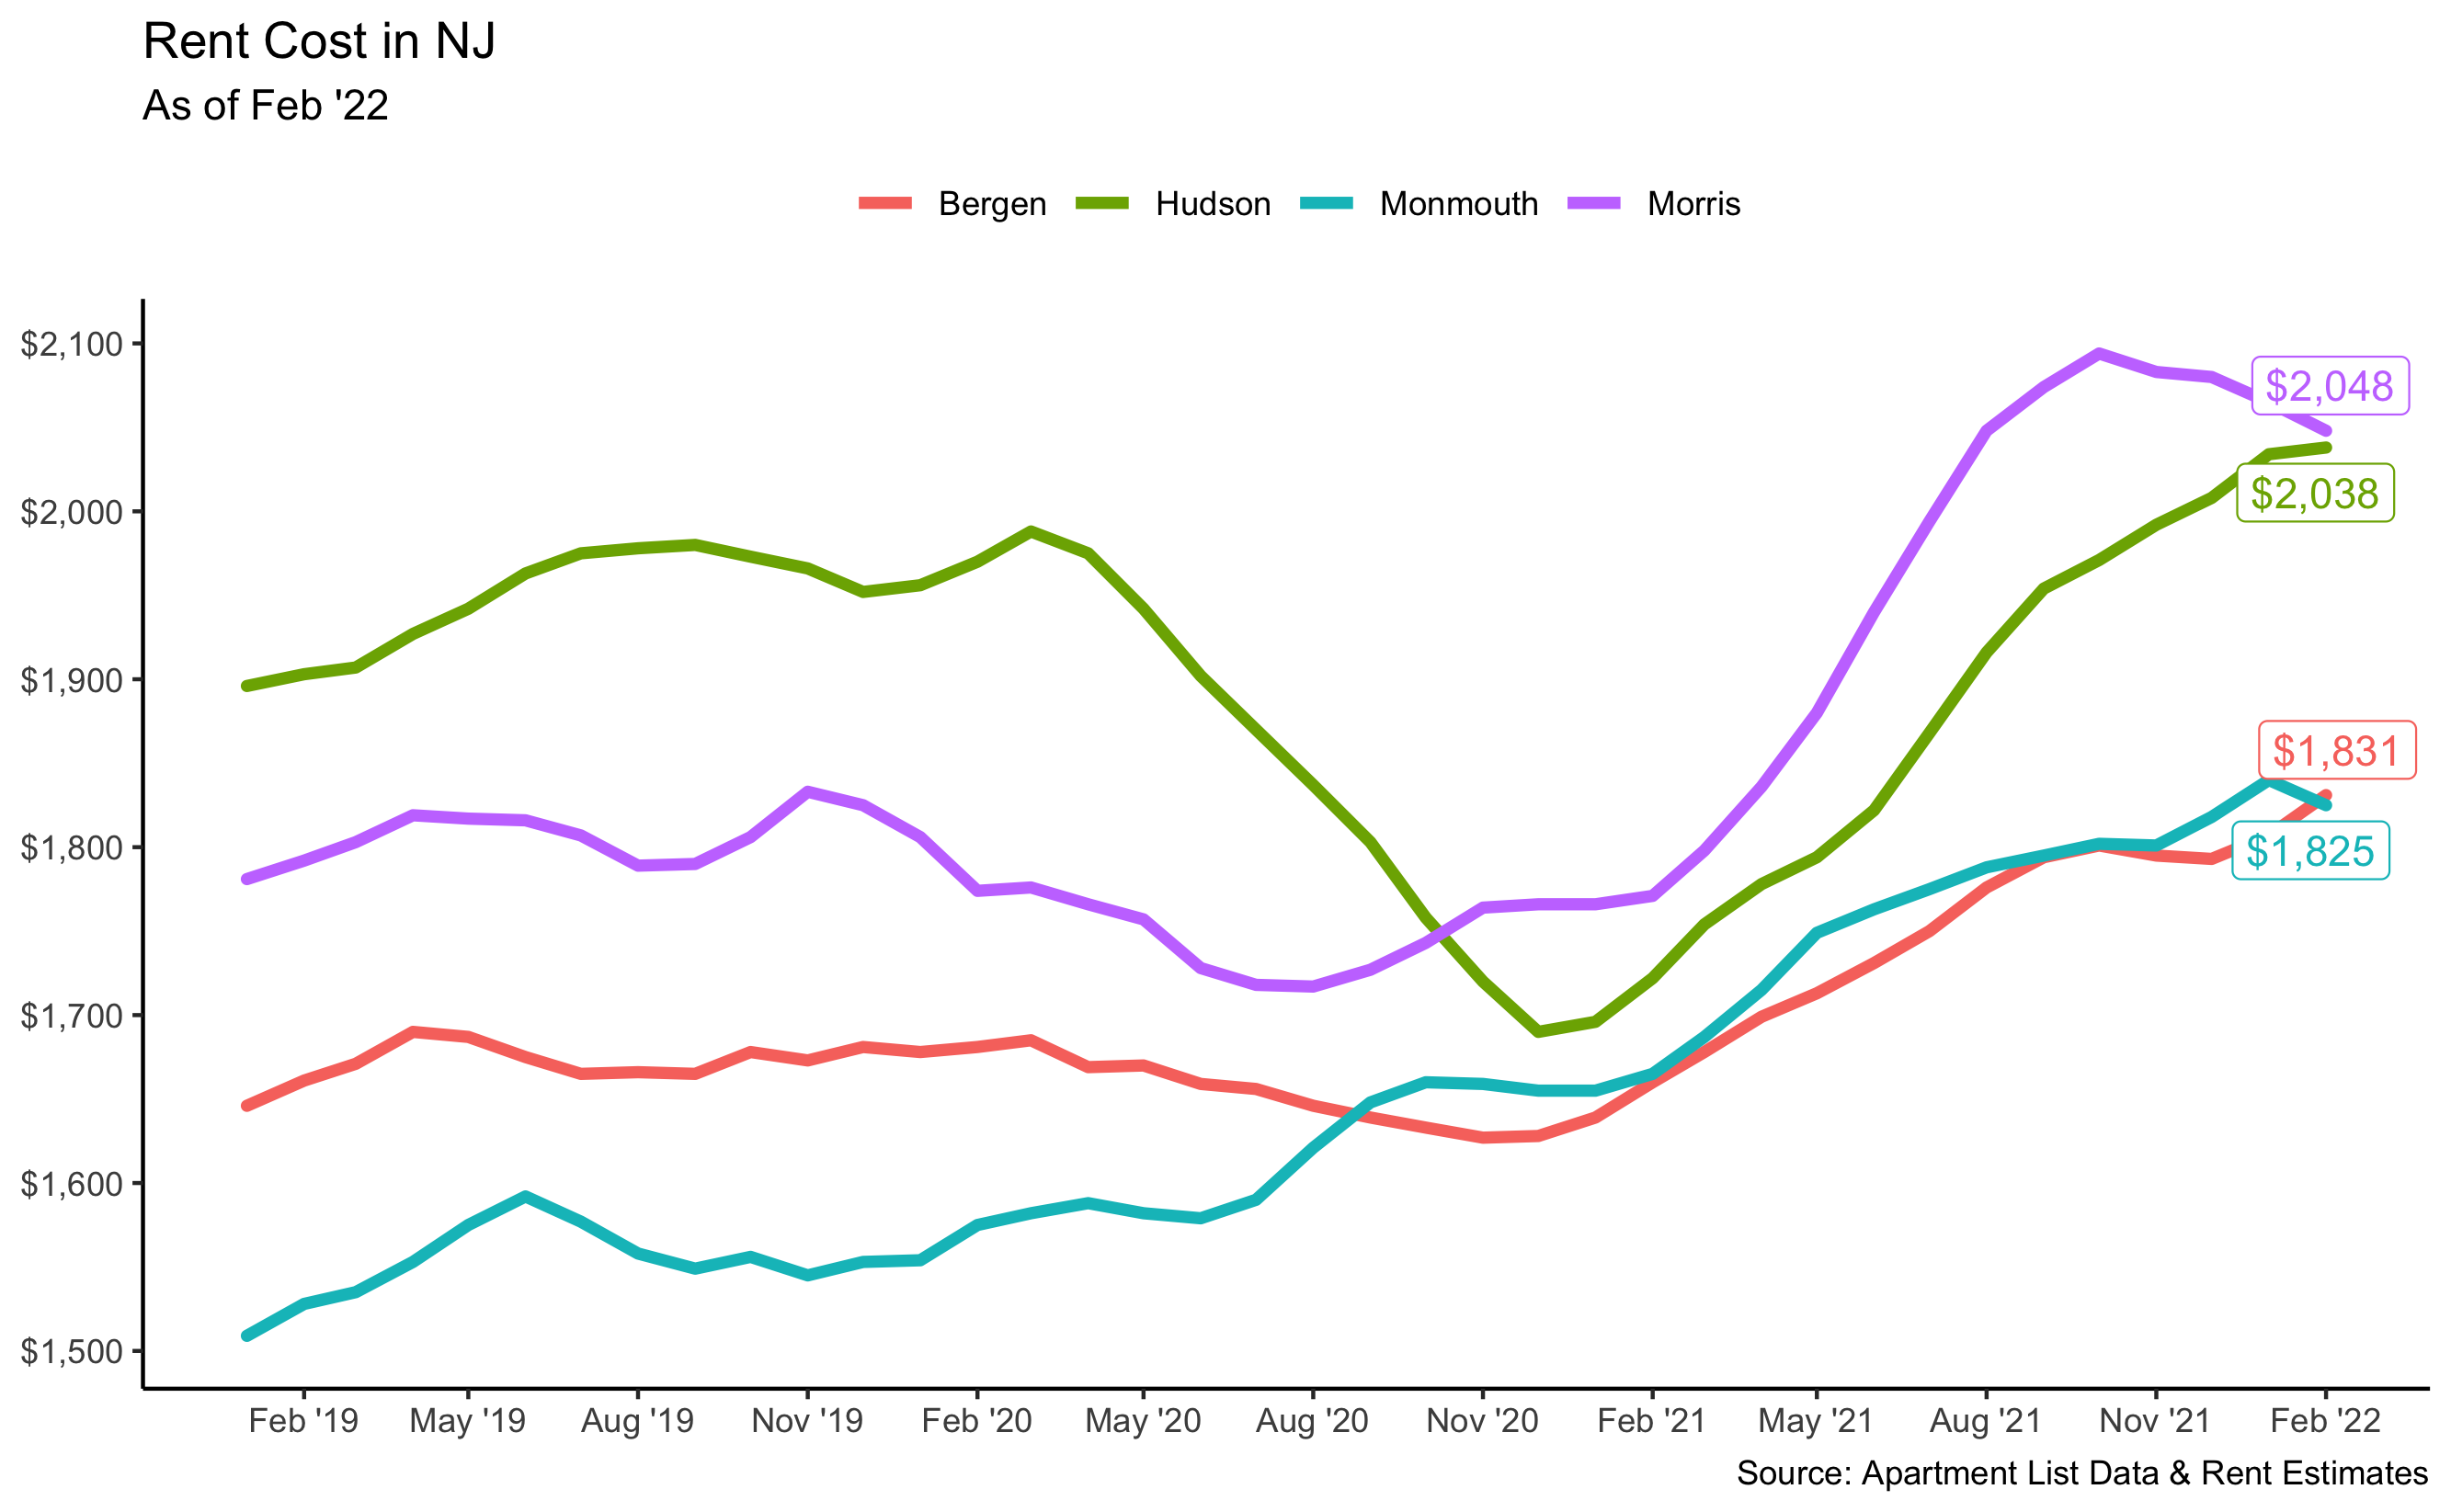 Rent Cost in NJ
As of Feb '22
Bergen Hudson Monmouth Morris
$2,100
$2,000
$1,900
$1,800
$1,700
$1,600
$1,500
$2,048
$2,038
$1,831
$1,825
Feb '19 May '19 Aug '19 Nov '19 Feb '20 May '20 Aug '20 Nov '20 Feb '21 May '21 Aug '21 Nov '21 Feb '22
Source: Apartment List Data & Rent Estimates